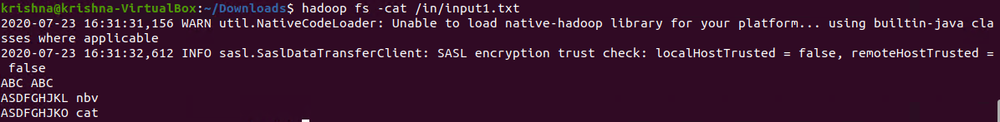 krishna@krishna-VirtualBox:~/Downloads$ hadoop fs -cat /in/input1.txt
2020-07-23 16:31:31,156 WARN util.NativeCodeLoader: Unable to load native-hadoop library for your platform... using builtin-java cla
sses where applicable
2020-07-23 16:31:32,612 INFO sasl.SaslDataTransferClient: SASL encryption trust check: localHostTrusted = false, remoteHostTrusted =
 false
ABC ABC
ASDFGHJKL nbv
ASDFGHJKO cat